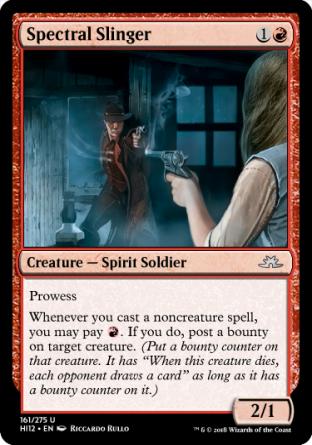 Spectral Slinger 1
Creature — Spirit Soldier
Prowess
Whenever you cast a noncreature spell,
you may pay . If you do, post a bounty
on target creature. (Put a bounty counter on
that creature. It has “When this creature dies,
each opponent draws a card” as long as it
has a bounty counter on it.)
2/1
161/275 U
HI12 • EN RICCARDO RULLO
™ & © 2018 Wizards of the Coast